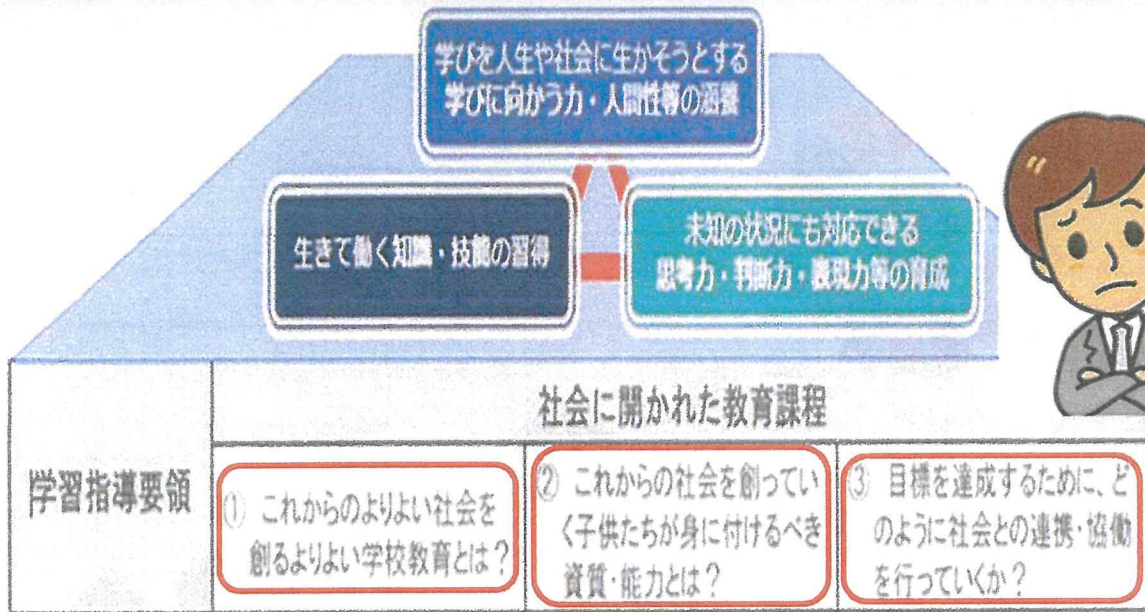 学びを人生や社会に生かそうとする
学びに向かう力・人間性等の涵養
生きて働く知識・技能の習得
未知の状況にも対応できる
思考力・判断力・表現力等の育成
学習指導要領
社会に開かれた教育課程
① これからのよりよい社会を
創るよりよい学校教育とは？
② これからの社会を創ってい
く子供たちが身に付けるべき
資質・能力とは？
③ 目標を達成するために、ど
のように社会との連携・協働
を行っていくか？